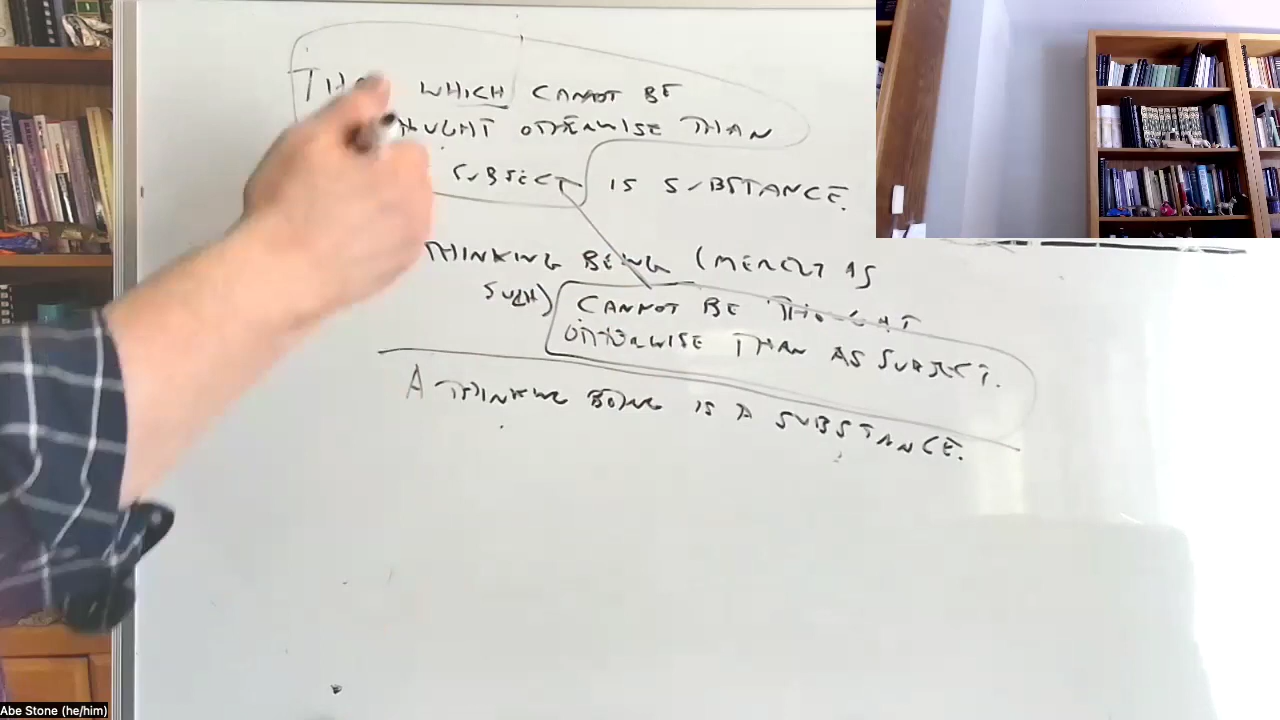 WHICH CANNOT BE
THOUGHT OTHERWISE THAN
SUBJECT IS SUBSTANCE.
THINKING BEING (MERELY AS
SUCH) CANNOT BE THOUGHT
OTHERWISE THAN AS SUBJECT.
A THINKING BEING IS A SUBSTANCE.
Abe Stone (he/him)